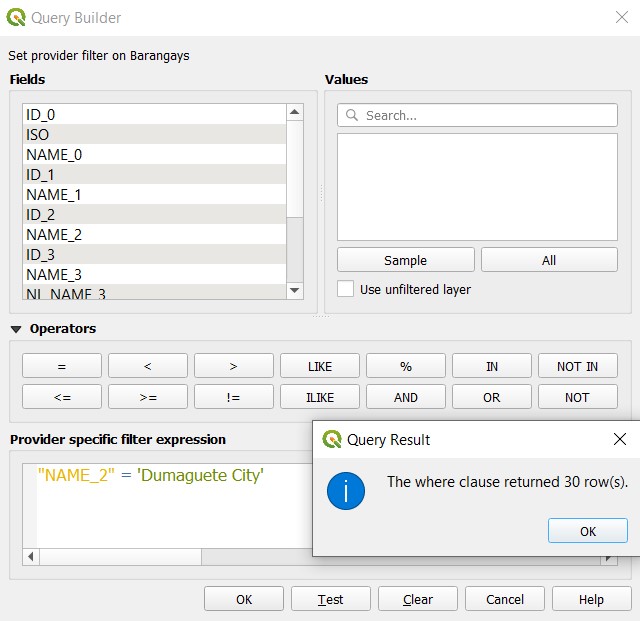 Query Builder
Set provider filter on Barangays
Fields
Values
ID_0
ISO
NAME_0
ID_1
NAME_1
ID_2
NAME_2
ID_3
NAME_3
NL_NAME_3
Search...
Sample
All
Use unfiltered layer
Operators
= < > LIKE % IN NOT IN
<= >= != ILIKE AND OR NOT
Provider specific filter expression
"NAME_2" = 'Dumaguete City'
Query Result
The where clause returned 30 row(s).
OK
OK Test Clear Cancel Help